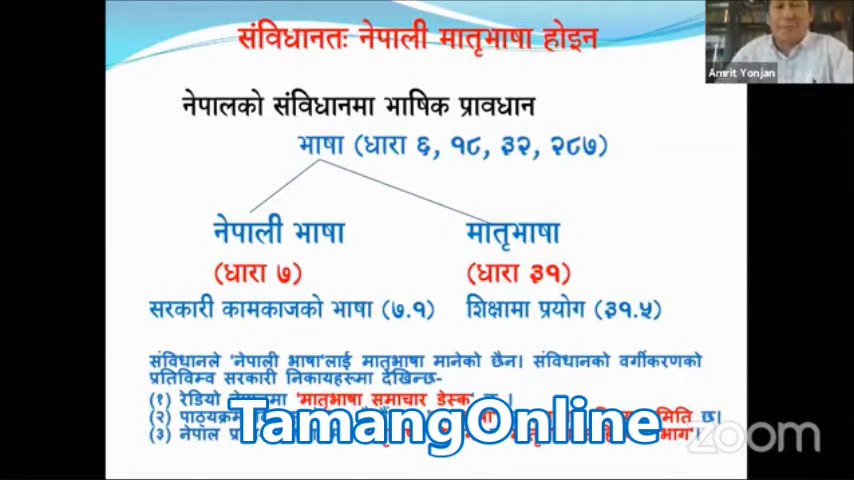 संविधानतः नेपाली मातृभाषा होइन
Amrit Yonjan
नेपालको संविधानमा भाषिक प्रावधान
भाषा (धारा ६, १८, ३२, २८७)
नेपाली भाषा
मातृभाषा
(धारा ७)
(धारा ३१)
सरकारी कामकाजको भाषा (७.१)
शिक्षामा प्रयोग (३१.५)
संविधानले 'नेपाली भाषा'लाई मातृभाषा मानेको छैन। संविधानको वर्गीकरणको
प्रतिविम्व सरकारी निकायहरूमा देखिन्छ-
(१) रेडियो 'मातृभाषा समाचार डेस्क' छ ।
(२) छ।
(३) नेपाल
TamangOnline
zoom